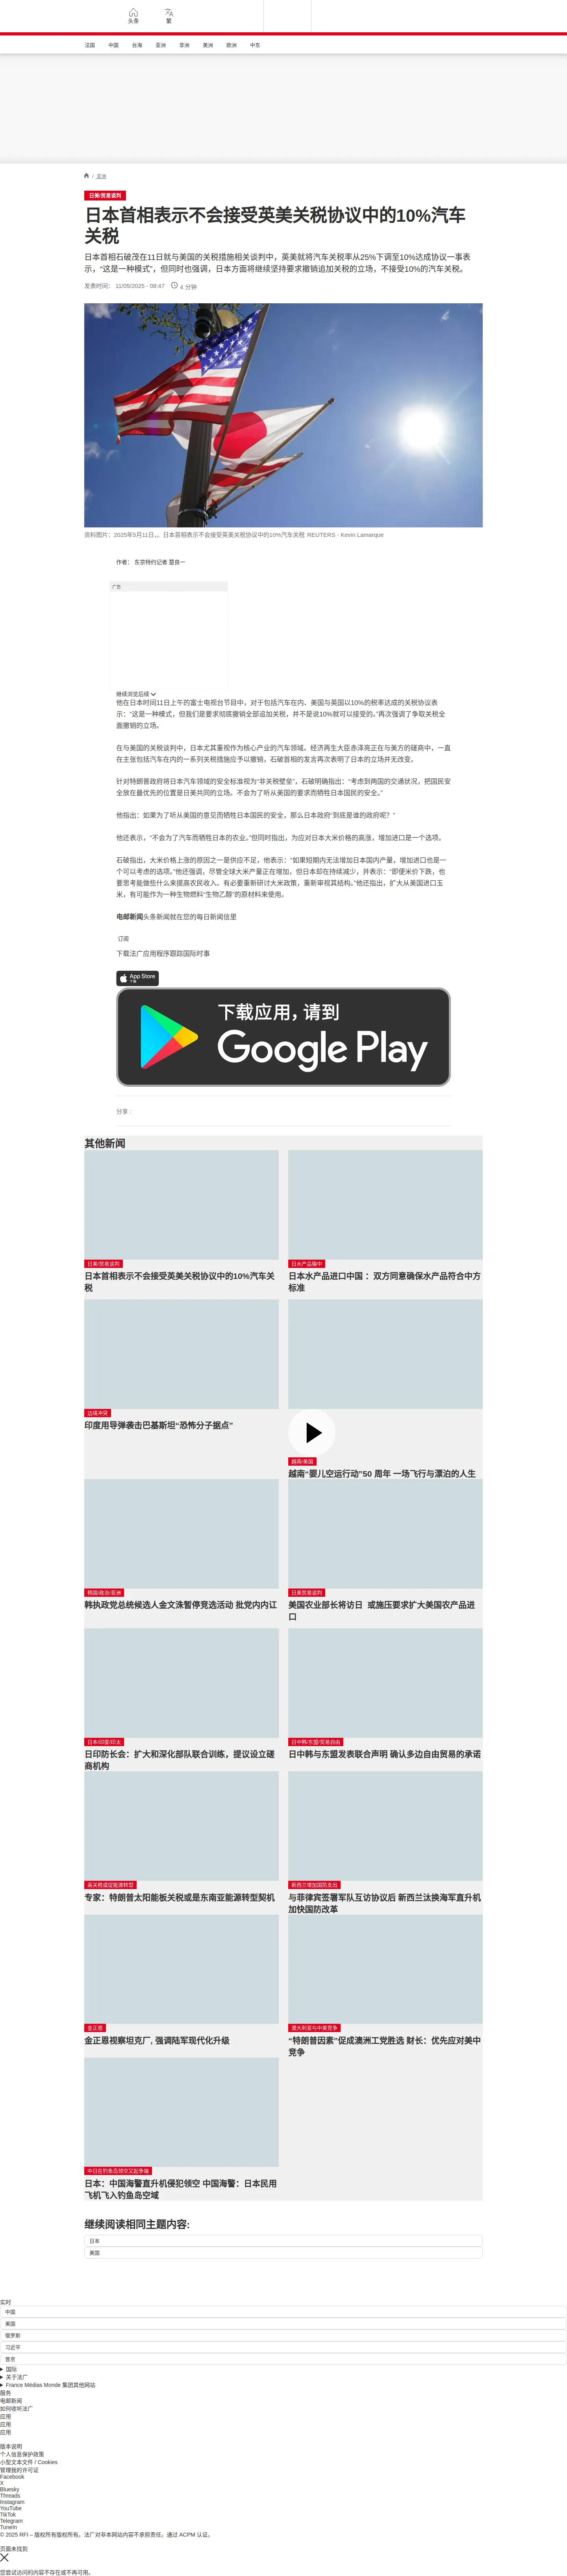 头条
繁
法国
中国
台海
亚洲
非洲
美洲
欧洲
中东
/ 亚洲
日美/贸易谈判
日本首相表示不会接受英美关税协议中的10%汽车
关税
日本首相石破茂在11日就与美国的关税措施相关谈判中，英美就将汽车关税率从25%下调至10%达成协议一事表
示，“这是一种模式”，但同时也强调，日本方面将继续坚持要求撤销追加关税的立场，不接受10%的汽车关税。
发表时间： 11/05/2025 - 08:47
4 分钟
资料图片：2025年5月11日，。日本首相表示不会接受英美关税协议中的10%汽车关税 REUTERS - Kevin Lamarque
作者： 东京特约记者 楚良一
广告
继续浏览后续
他在日本时间11日上午的富士电视台节目中，对于包括汽车在内、美国与英国以10%的税率达成的关税协议表
示：“这是一种模式，但我们是要求彻底撤销全部追加关税，并不是说10%就可以接受的。”再次强调了争取关税全
面撤销的立场。
在与美国的关税谈判中，日本尤其重视作为核心产业的汽车领域。经济再生大臣赤泽亮正在与美方的磋商中，一直
在主张包括汽车在内的一系列关税措施应予以撤销，石破首相的发言再次表明了日本的立场并无改变。
针对特朗普政府将日本汽车领域的安全标准视为“非关税壁垒”，石破明确指出：“考虑到两国的交通状况，把国民安
全放在最优先的位置是日美共同的立场。不会为了听从美国的要求而牺牲日本国民的安全。”
他指出：如果为了听从美国的意见而牺牲日本国民的安全，那么日本政府“到底是谁的政府呢？”
他还表示，“不会为了汽车而牺牲日本的农业。”但同时指出，为应对日本大米价格的高涨，增加进口是一个选项。
石破指出，大米价格上涨的原因之一是供应不足，他表示：“如果短期内无法增加日本国内产量，增加进口也是一
个可以考虑的选项。”他还强调，尽管全球大米产量正在增加，但日本却在持续减少，并表示：“即便米价下跌，也
要思考能做些什么来提高农民收入。有必要重新研讨大米政策，重新审视其结构。”他还指出，扩大从美国进口玉
米，有可能作为一种生物燃料“生物乙醇”的原材料来使用。
电邮新闻头条新闻就在您的每日新闻信里
订阅
下载法广应用程序跟踪国际时事
App Store
下载
下载应用，请到
Google Play
分享 :
其他新闻
日美/贸易谈判
日本首相表示不会接受英美关税协议中的10%汽车关
税
日水产品输中
日本水产品进口中国 ：双方同意确保水产品符合中方
标准
边境冲突
印度用导弹袭击巴基斯坦“恐怖分子据点”
越南/美国
越南“婴儿空运行动”50 周年 一场飞行与漂泊的人生
韩国/政治/亚洲
韩执政党总统候选人金文洙暂停竞选活动 批党内内讧
日美贸易谈判
美国农业部长将访日 或施压要求扩大美国农产品进
口
日本/印度/印太
日印防长会：扩大和深化部队联合训练，提议设立磋
商机构
日中韩/东盟/贸易自由
日中韩与东盟发表联合声明 确认多边自由贸易的承诺
高关税或促能源转型
专家：特朗普太阳能板关税或是东南亚能源转型契机
新西兰增加国防支出
与菲律宾签署军队互访协议后 新西兰汰换海军直升机
加快国防改革
金正恩
金正恩视察坦克厂, 强调陆军现代化升级
澳大利亚与中美竞争
“特朗普因素”促成澳洲工党胜选 财长：优先应对美中
竞争
中日在钓鱼岛领空又起争端
日本：中国海警直升机侵犯领空 中国海警：日本民用
飞机飞入钓鱼岛空域
继续阅读相同主题内容:
日本
美国
实时
中国
美国
俄罗斯
习近平
普京
国际
关于法广
France Médias Monde 集团其他网站
服务
电邮新闻
如何收听法广
应用
应用
应用
版本说明
个人信息保护政策
小型文本文件 / Cookies
管理我的许可证
Facebook
X
Bluesky
Threads
Instagram
YouTube
TikTok
Telegram
TuneIn
© 2025 RFI – 版权所有版权所有。法广对非本网站内容不承担责任。通过 ACPM 认证。
页面未找到
您尝试访问的内容不存在或不再可用。